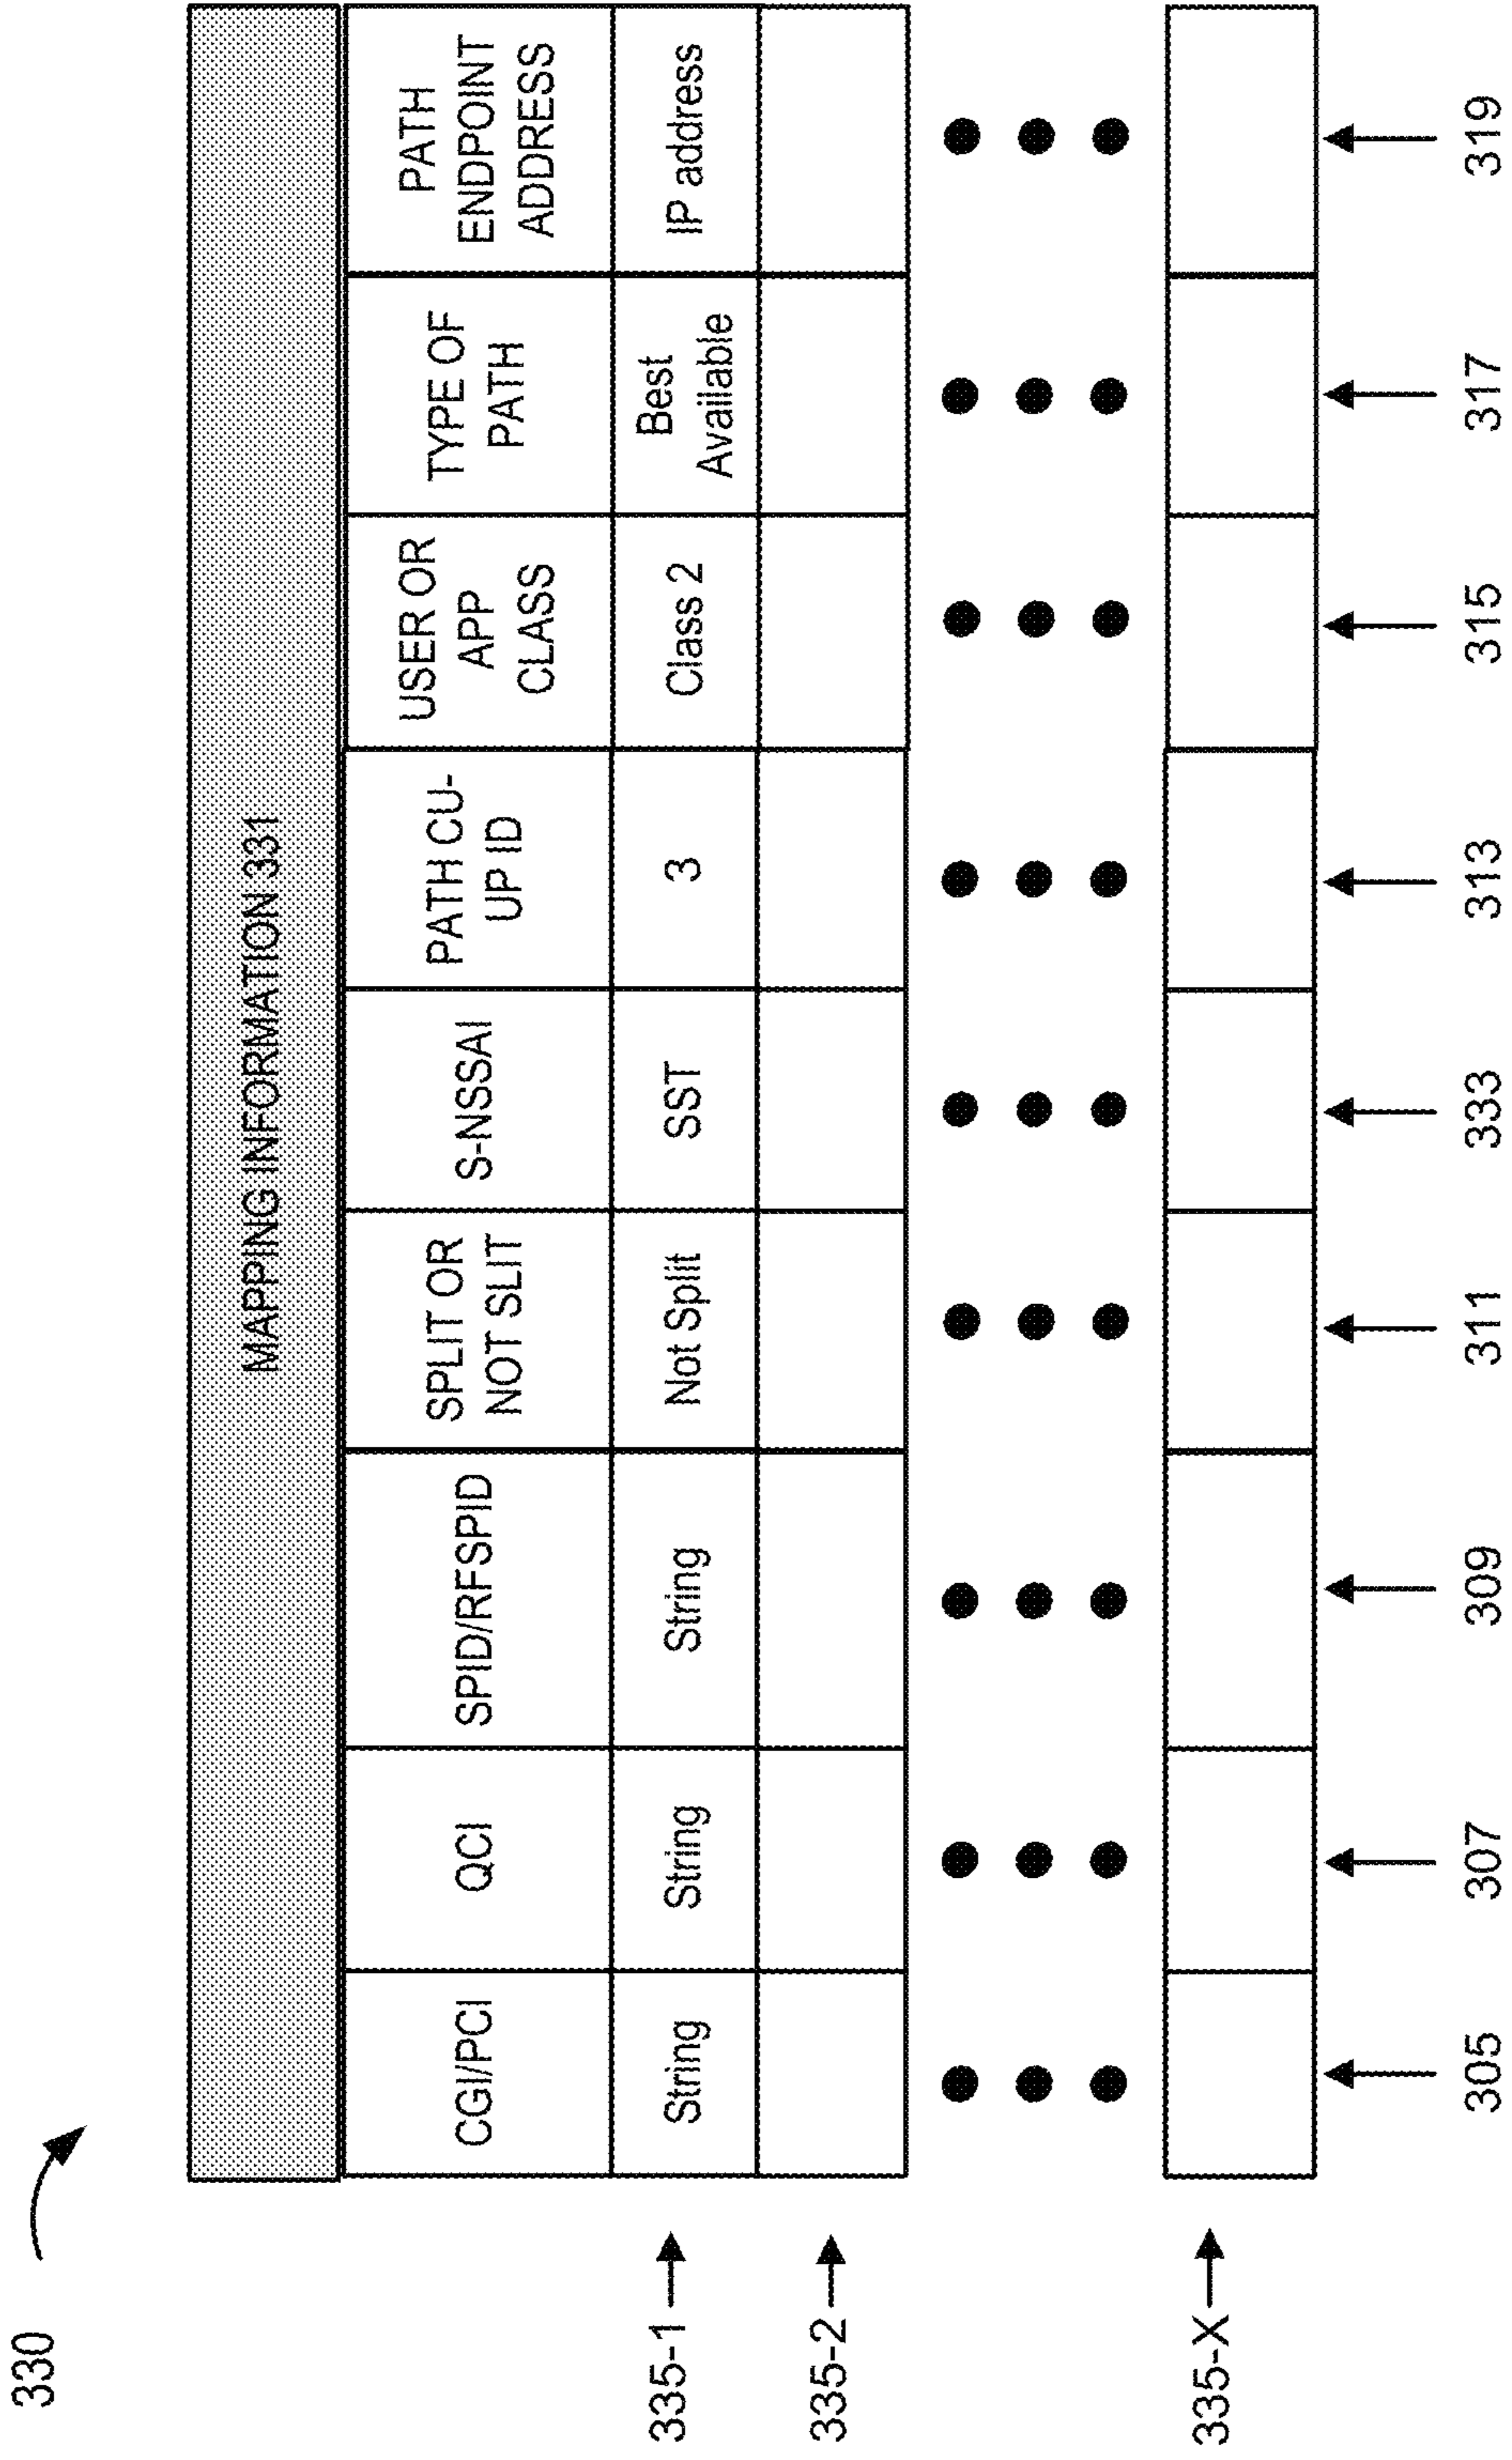 330
MAPPING INFORMATION 331
CGI/PCI
QCI
SPID/RFSPID
SPLIT OR
NOT SLIT
S-NSSAI
PATH CU-
UP ID
USER OR
APP
CLASS
TYPE OF
PATH
PATH
ENDPOINT
ADDRESS
335-1
String
String
String
Not Split
SST
3
Class 2
Best
Available
IP address
335-2
335-X
305
307
309
311
333
313
315
317
319